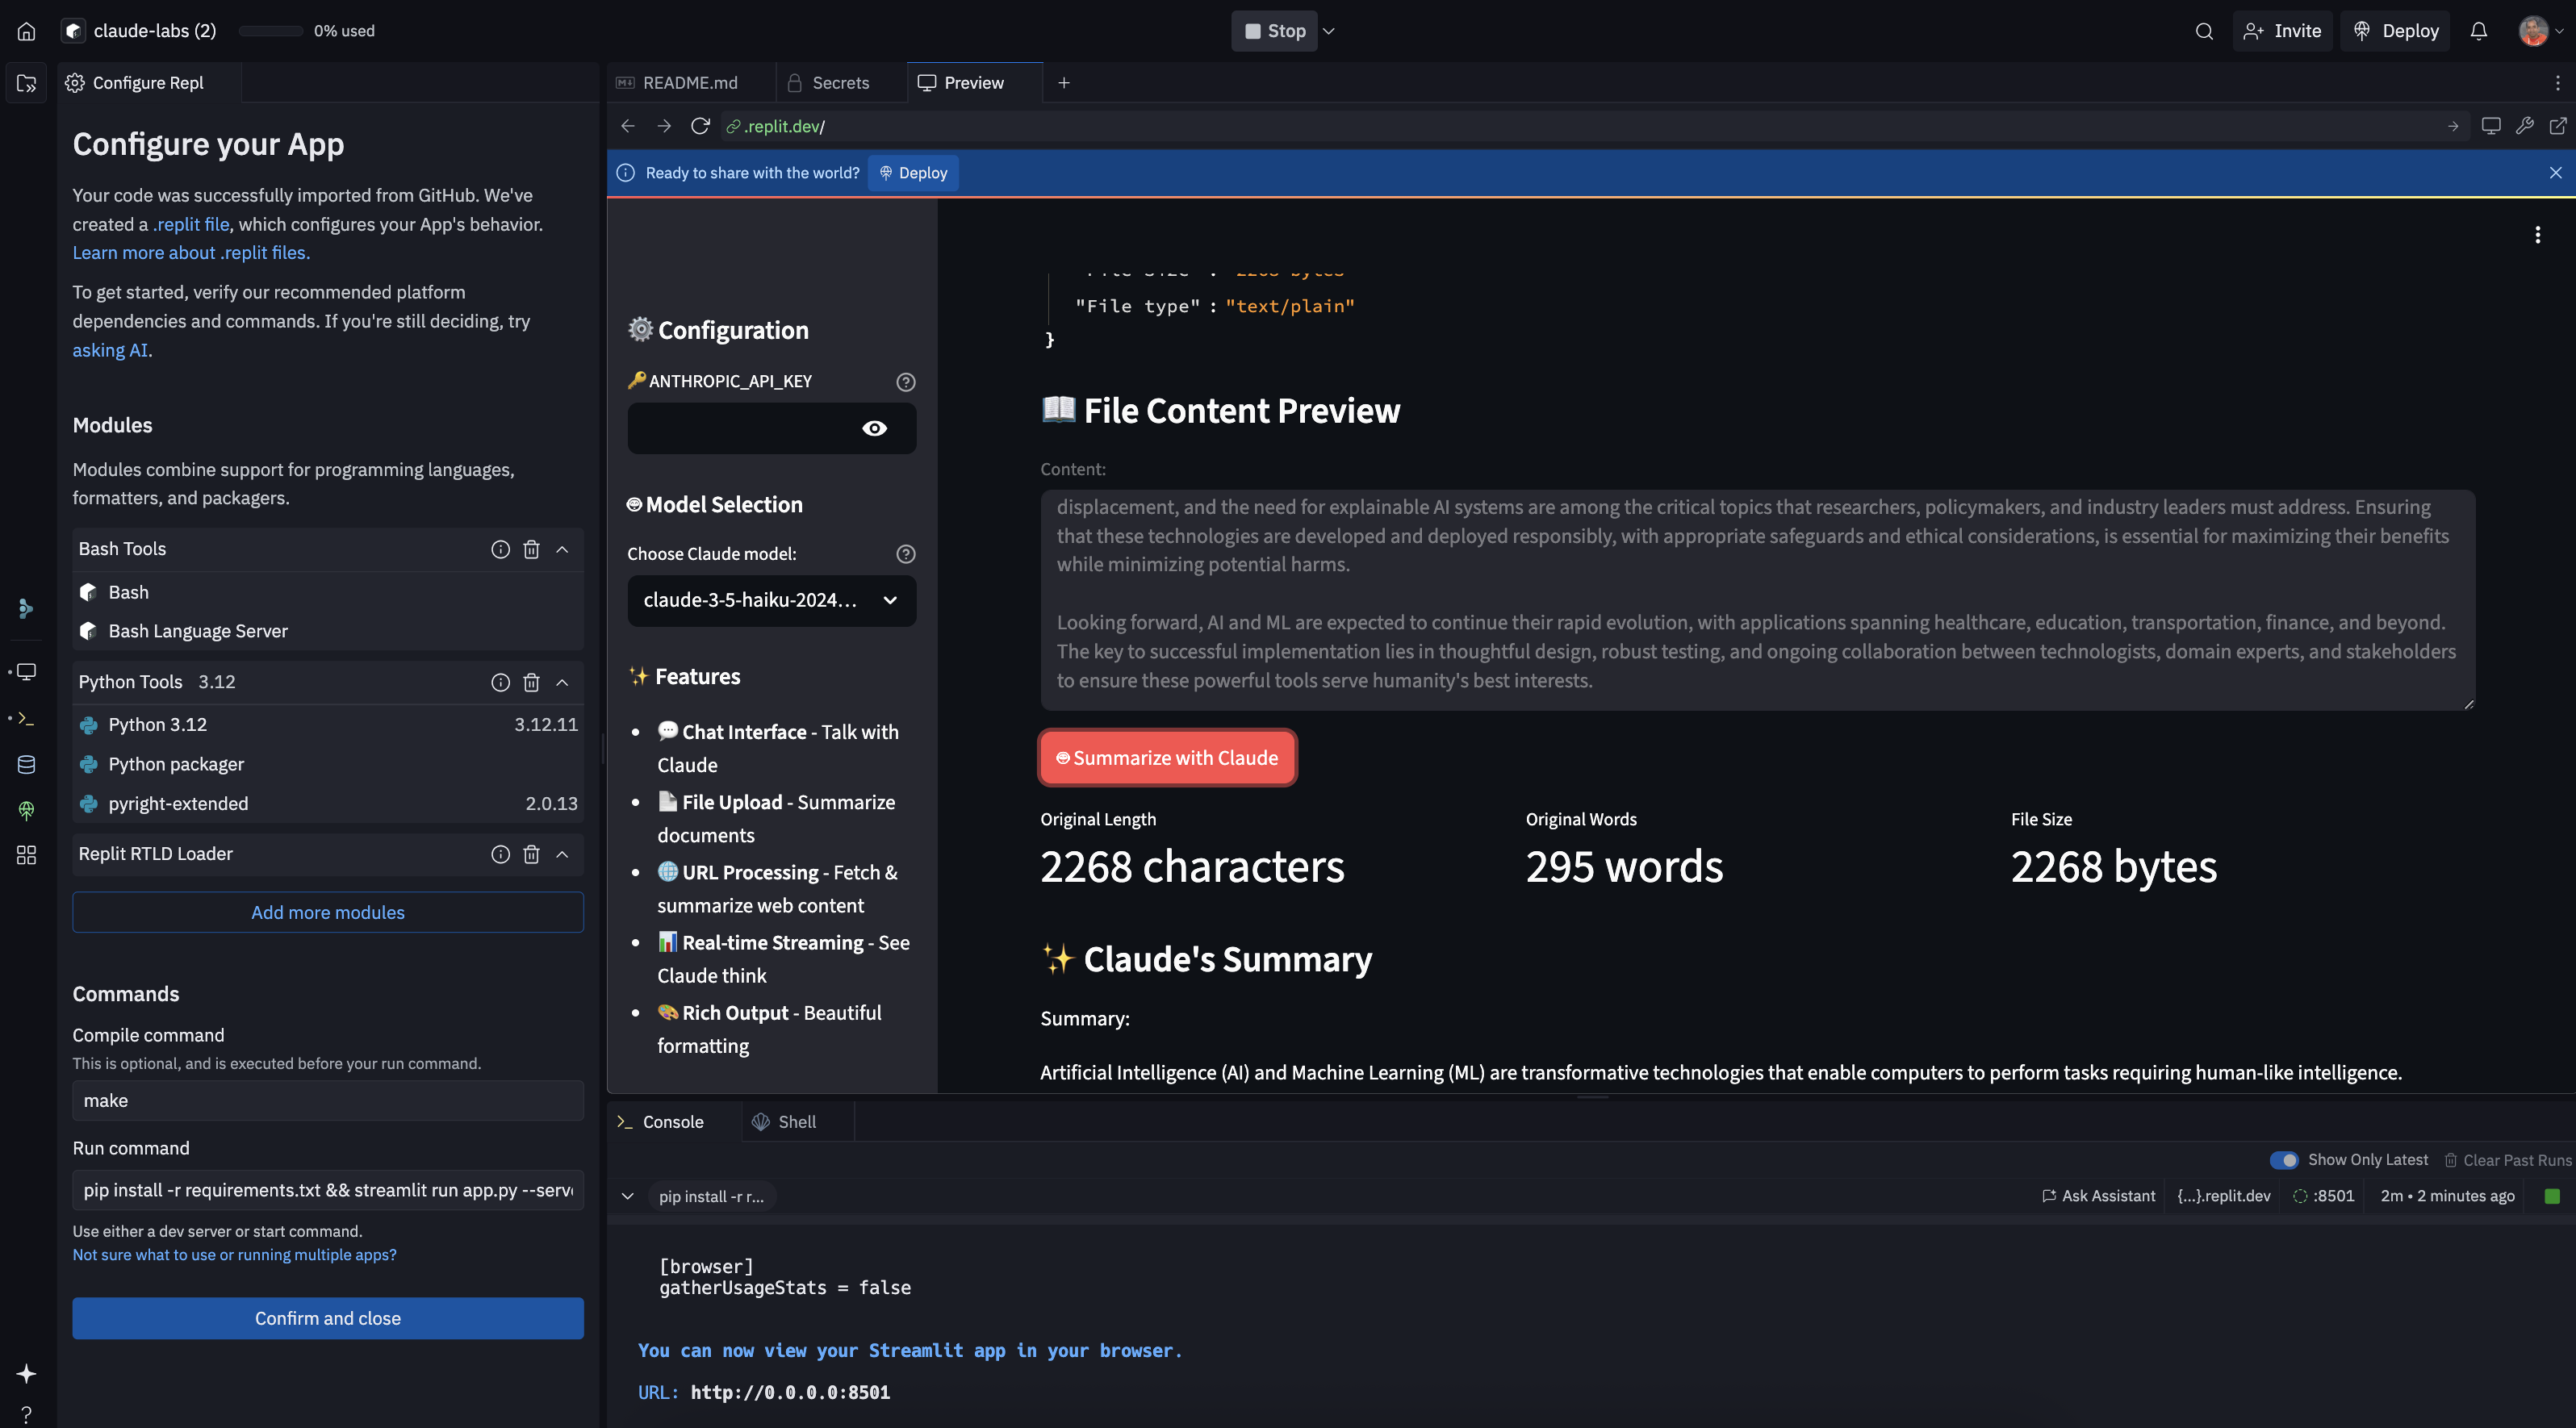 claude-labs (2)
0% used
Stop
Invite
Deploy
Configure Repl
Configure your App
Your code was successfully imported from GitHub. We've
created a .replit file, which configures your App's behavior.
Learn more about .replit files.
To get started, verify our recommended platform
dependencies and commands. If you're still deciding, try
asking AI.
Modules
Modules combine support for programming languages,
formatters, and packagers.
Bash Tools
Bash
Bash Language Server
Python Tools 3.12
Python 3.12 3.12.11
Python packager
pyright-extended 2.0.13
Replit RTLD Loader
Add more modules
Commands
Compile command
This is optional, and is executed before your run command.
make
Run command
pip install -r requirements.txt && streamlit run app.py --serve
Use either a dev server or start command.
Not sure what to use or running multiple apps?
Confirm and close
README.md
Secrets
Preview
.replit.dev/
Ready to share with the world? Deploy
Configuration
ANTHROPIC_API_KEY
Model Selection
Choose Claude model:
claude-3-5-haiku-2024...
Features
Chat Interface - Talk with
Claude
File Upload - Summarize
documents
URL Processing - Fetch &
summarize web content
Real-time Streaming - See
Claude think
Rich Output - Beautiful
formatting
"File size" : "2268 bytes"
"File type" : "text/plain"
}
File Content Preview
Content:
displacement, and the need for explainable AI systems are among the critical topics that researchers, policymakers, and industry leaders must address. Ensuring
that these technologies are developed and deployed responsibly, with appropriate safeguards and ethical considerations, is essential for maximizing their benefits
while minimizing potential harms.
Looking forward, AI and ML are expected to continue their rapid evolution, with applications spanning healthcare, education, transportation, finance, and beyond.
The key to successful implementation lies in thoughtful design, robust testing, and ongoing collaboration between technologists, domain experts, and stakeholders
to ensure these powerful tools serve humanity's best interests.
Summarize with Claude
Original Length
2268 characters
Original Words
295 words
File Size
2268 bytes
Claude's Summary
Summary:
Artificial Intelligence (AI) and Machine Learning (ML) are transformative technologies that enable computers to perform tasks requiring human-like intelligence.
Console
Shell
Show Only Latest
Clear Past Runs
pip install -r r...
Ask Assistant
{...}.replit.dev
:8501
2m • 2 minutes ago
[browser]
gatherUsageStats = false
You can now view your Streamlit app in your browser.
URL: http://0.0.0.0:8501